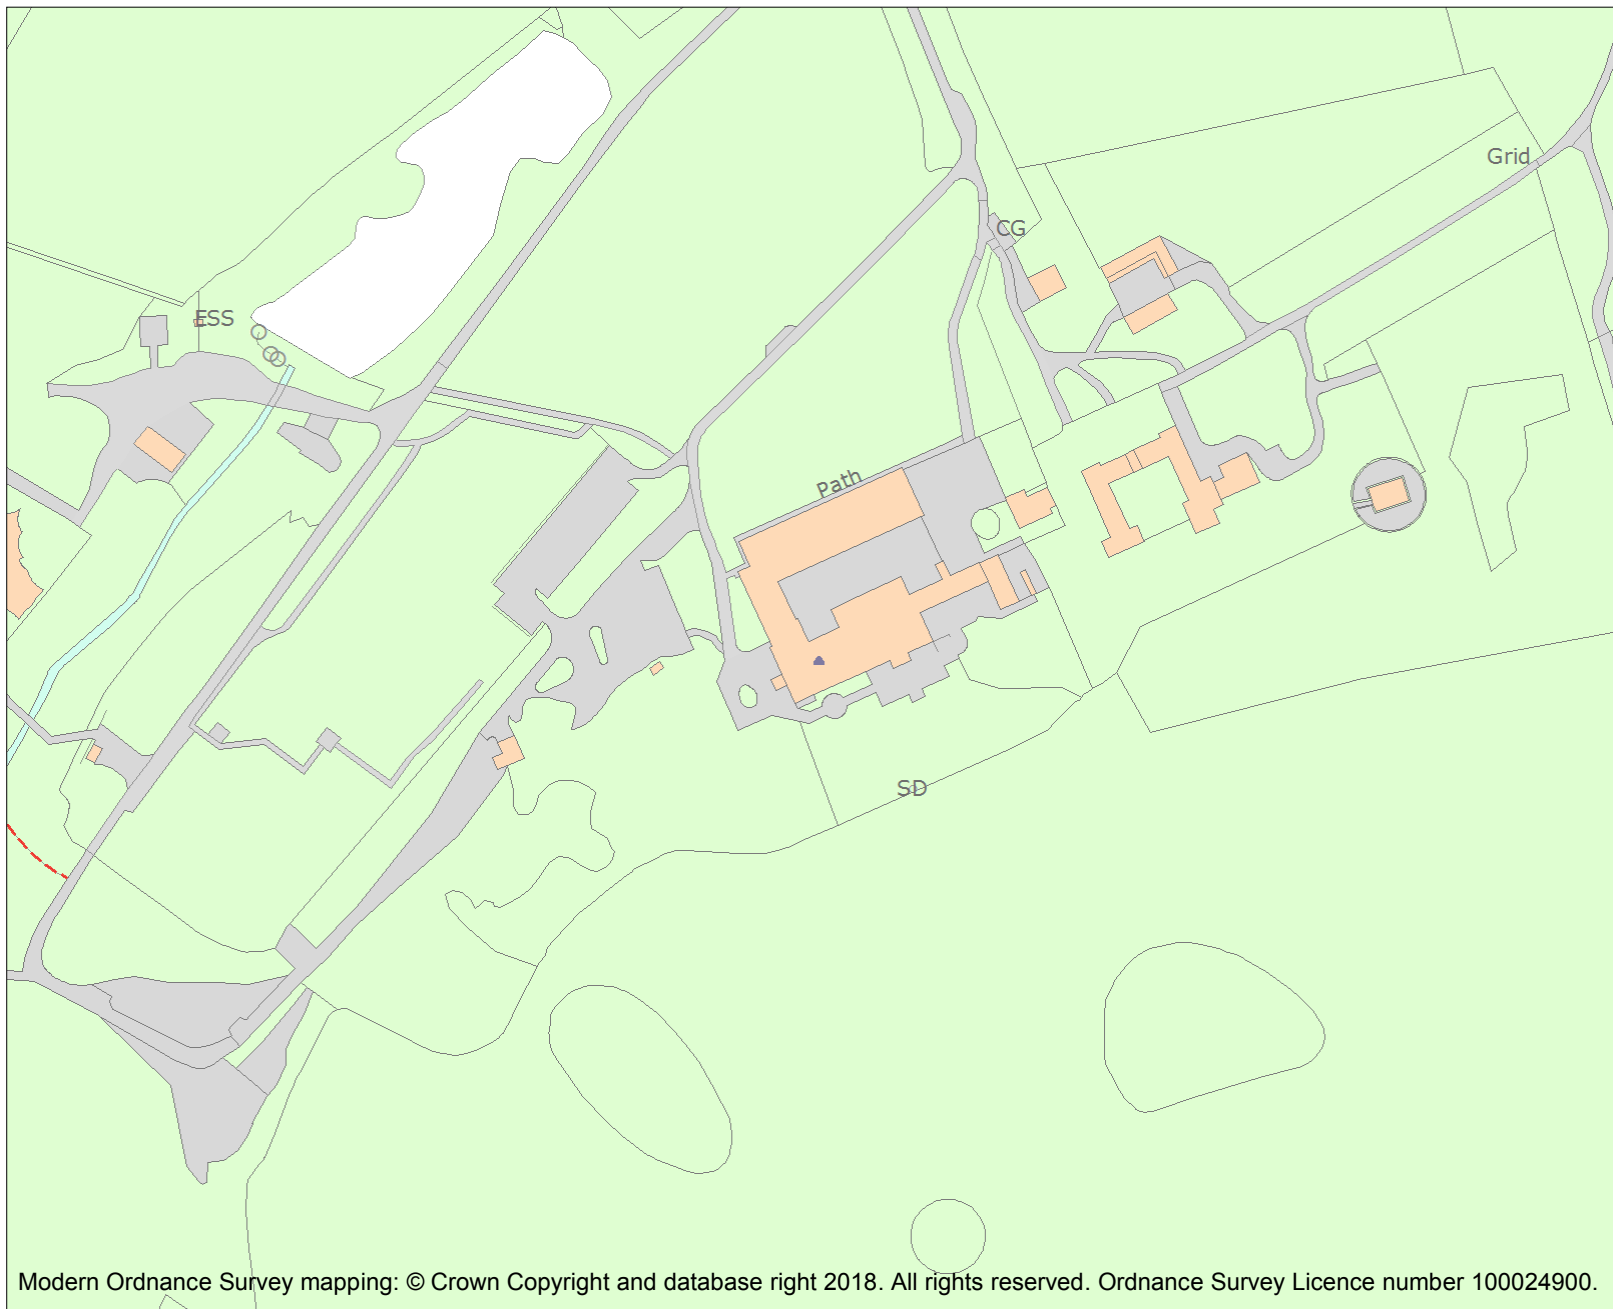 Grid
CG
ESS
Path
SD
Modern Ordnance Survey mapping: © Crown Copyright and database right 2018. All rights reserved. Ordnance Survey Licence number 100024900.